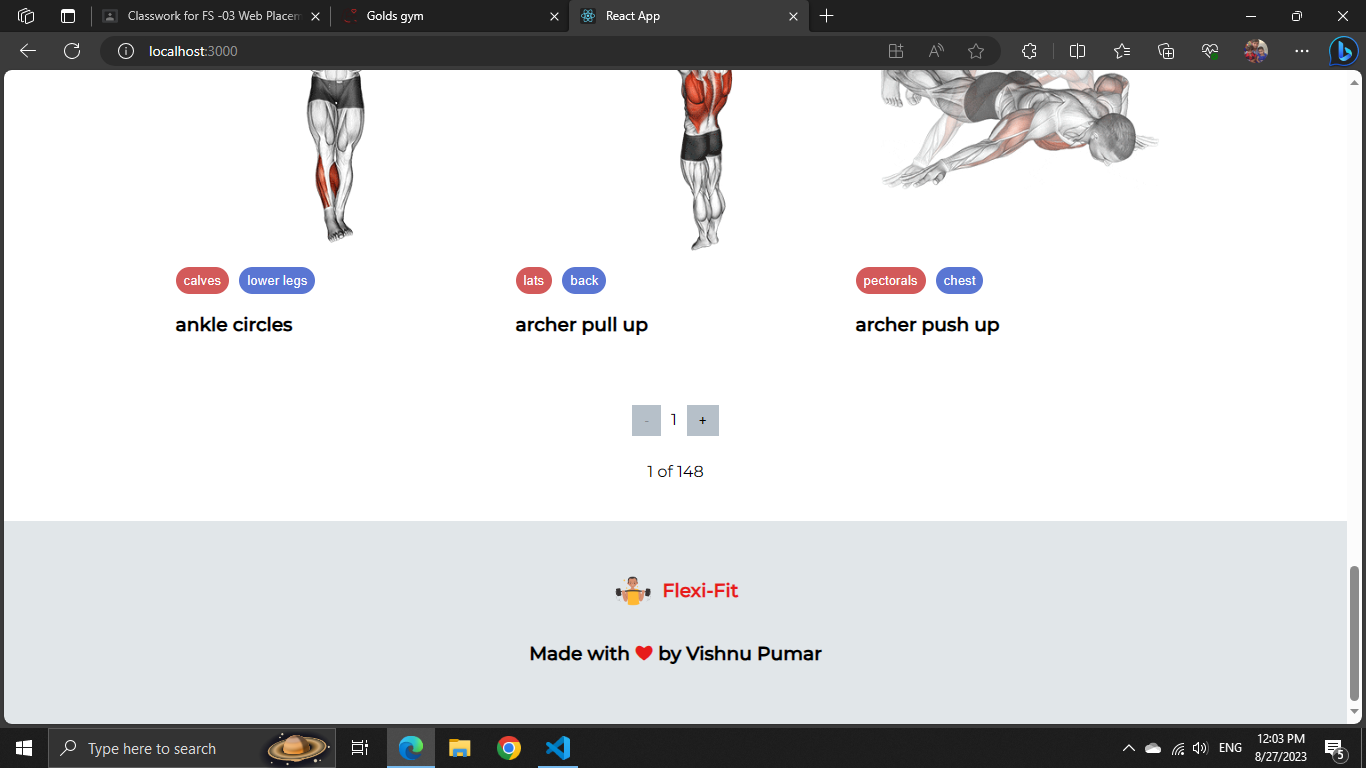 Classwork for FS -03 Web Placem
Golds gym
React App
localhost:3000
calves lower legs
lats back
pectorals chest
ankle circles
archer pull up
archer push up
- 1 +
1 of 148
Flexi-Fit
Made with ❤ by Vishnu Pumar
Type here to search
ENG
12:03 PM
8/27/2023
5